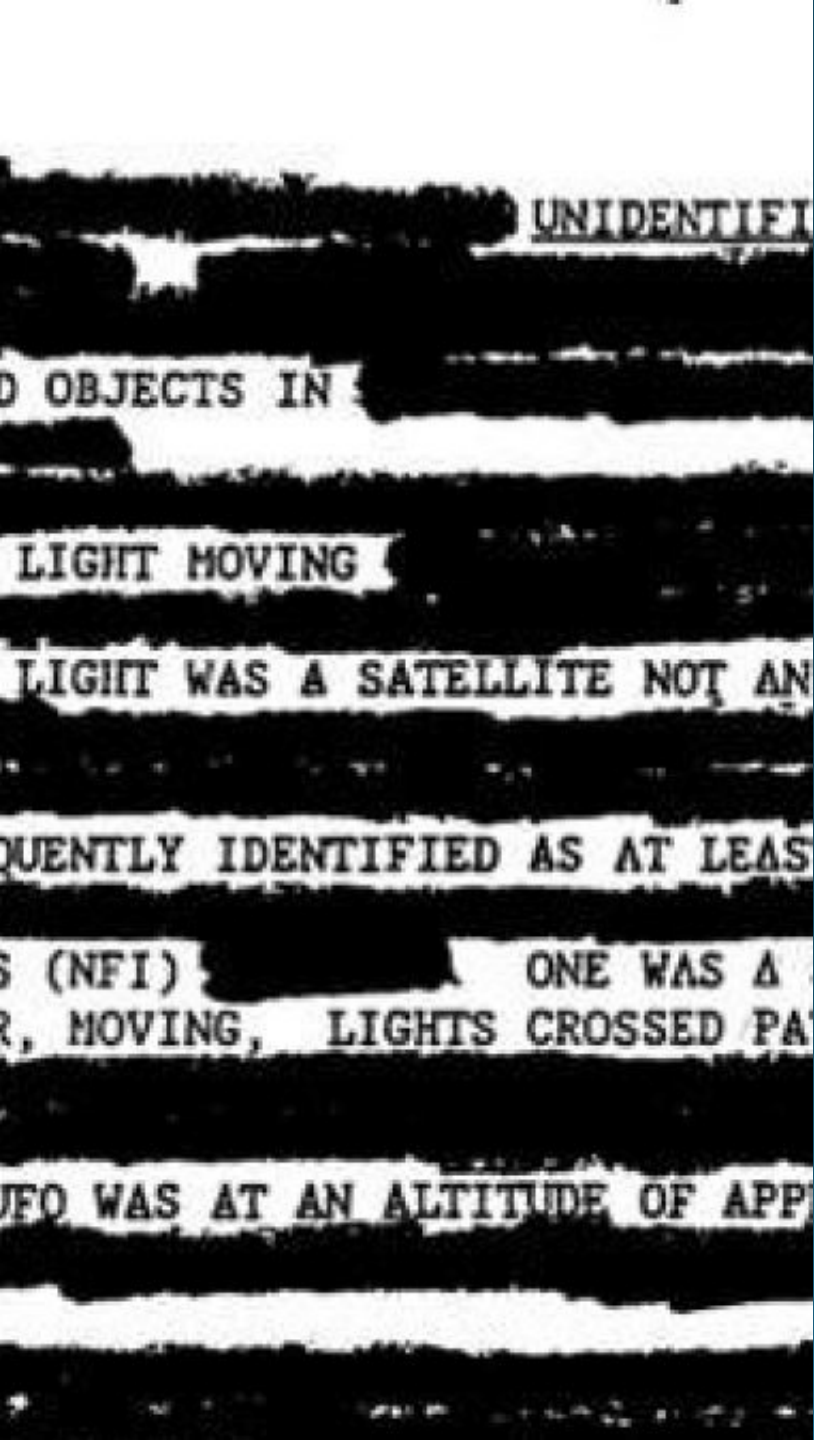 UNIDENTIFI
D OBJECTS IN
LIGHT MOVING
LIGHT WAS A SATELLITE NOT AN
QUENTLY IDENTIFIED AS AT LEAS
S (NFI) ONE WAS A
R, MOVING, LIGHTS CROSSED PA
UFO WAS AT AN ALTITUDE OF APP